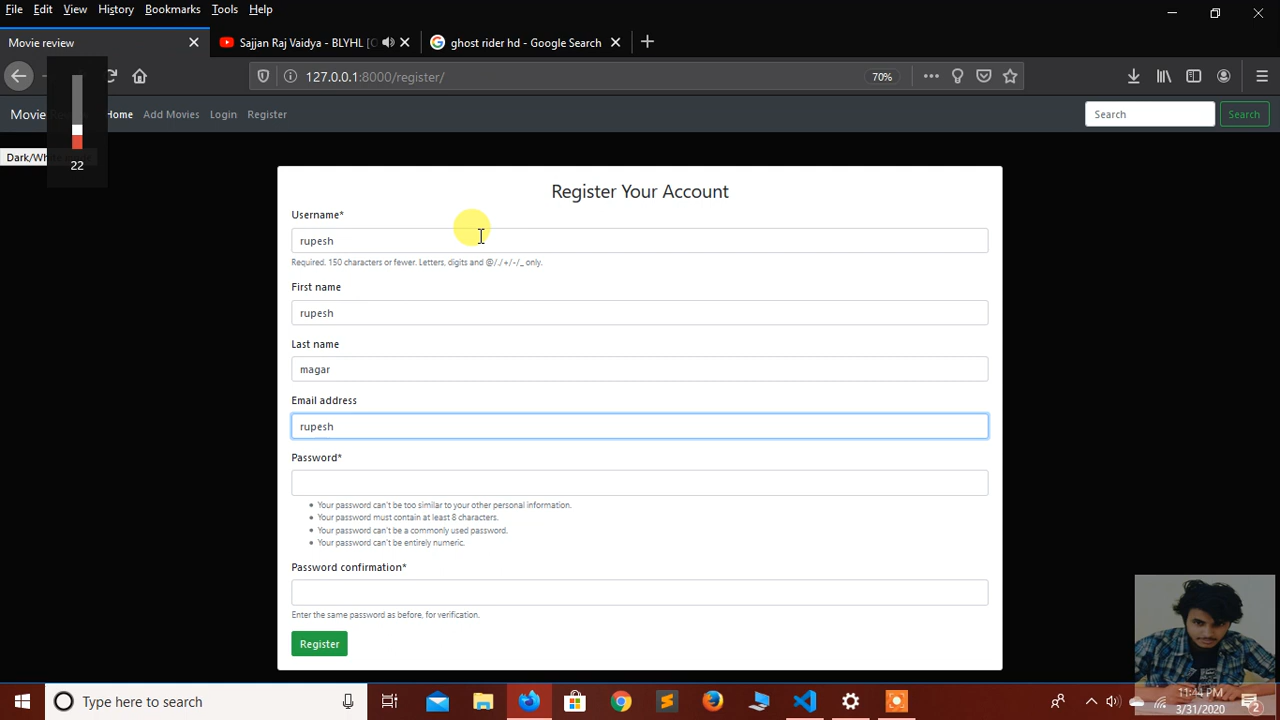 File Edit View History Bookmarks Tools Help
Movie review
Sajjan Raj Vaidya - BLYHL [
ghost rider hd - Google Search
127.0.0.1:8000/register/
70%
Movie Home Add Movies Login Register
Search
Search
Dark/Wh
22
Register Your Account
Username*
rupesh
Required. 150 characters or fewer. Letters, digits and @/./+/-/_ only.
First name
rupesh
Last name
magar
Email address
rupesh
Password*
Your password can't be too similar to your other personal information.
Your password must contain at least 8 characters.
Your password can't be a commonly used password.
Your password can't be entirely numeric.
Password confirmation*
Enter the same password as before, for verification.
Register
Type here to search
11:44 PM
3/31/2020
2